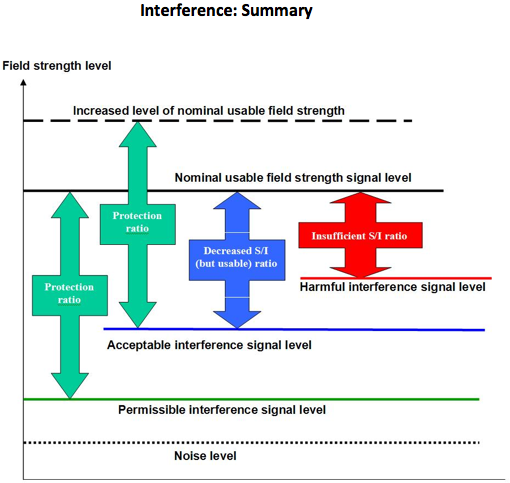 Interference: Summary
Field strength level
Increased level of nominal usable field strength
Nominal usable field strength signal level
Protection
ratio
Decreased S/I
(but usable) ratio
Insufficient S/I ratio
Protection
ratio
Harmful interference signal level
Acceptable interference signal level
Permissible interference signal level
Noise level